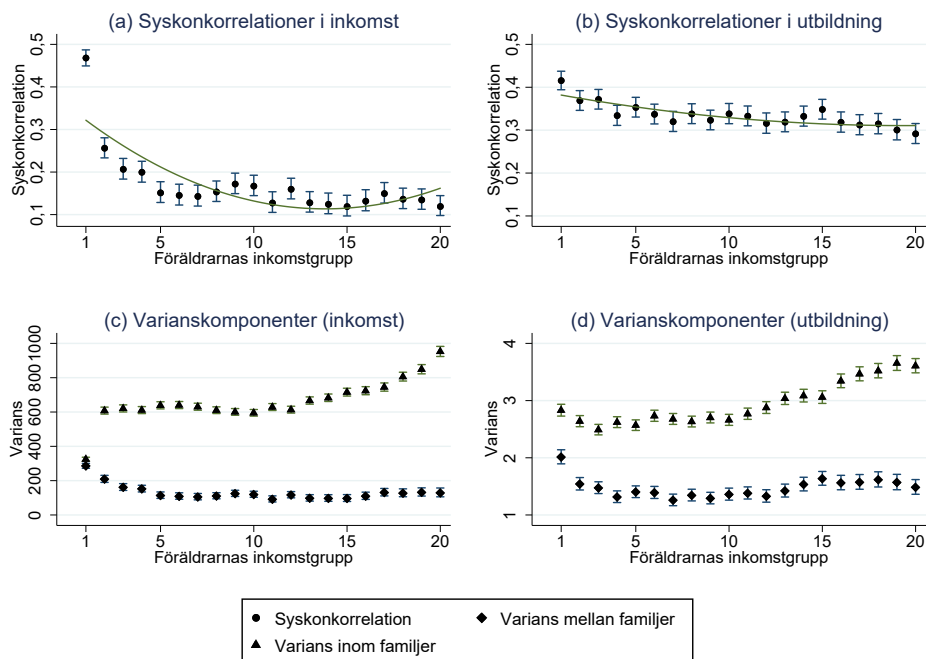 (a) Syskonkorrelationer i inkomst
Syskonkorrelation
0,5
0,4
0,3
0,2
0,1
1 5 10 15 20
Föräldrarnas inkomstgrupp
(b) Syskonkorrelationer i utbildning
Syskonkorrelation
0,5
0,4
0,3
0,2
0,1
1 5 10 15 20
Föräldrarnas inkomstgrupp
(c) Varianskomponenter (inkomst)
Varians
1000
800
600
400
200
0
1 5 10 15 20
Föräldrarnas inkomstgrupp
(d) Varianskomponenter (utbildning)
Varians
4
3
2
1
1 5 10 15 20
Föräldrarnas inkomstgrupp
Syskonkorrelation
Varians mellan familjer
Varians inom familjer